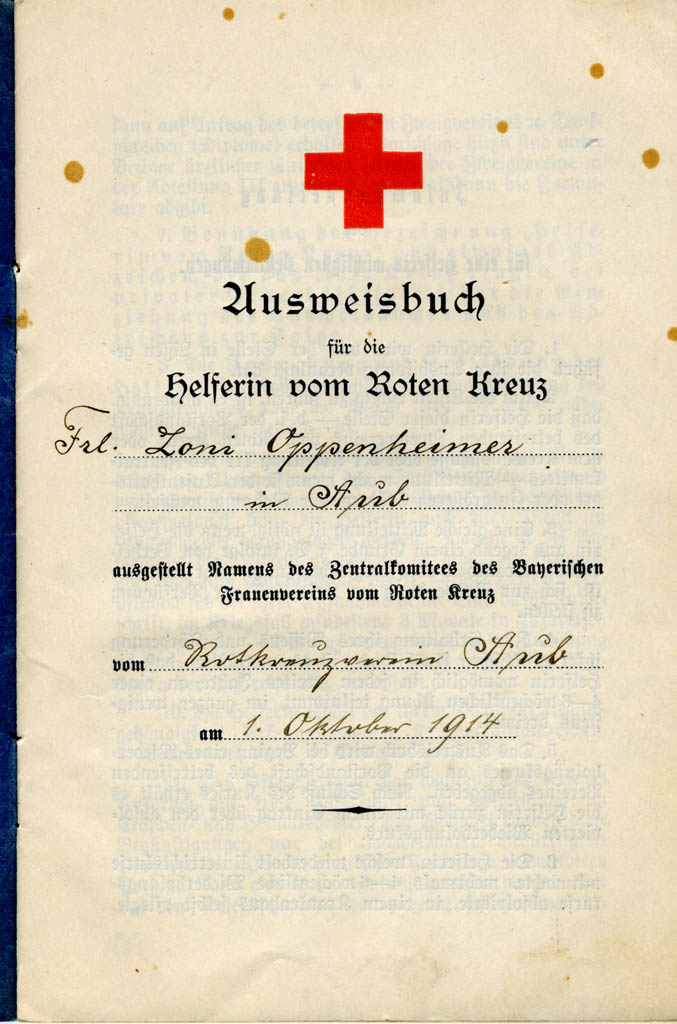 Ausweisbuch
für die
Helferin vom Roten Kreuz
Frl. Loni Oppenheimer
in Aub
ausgestellt Namens des Zentralkomitees des Bayerischen
Frauenvereins vom Roten Kreuz
vom Rotkreuzverein Aub
am 1. Oktober 1914